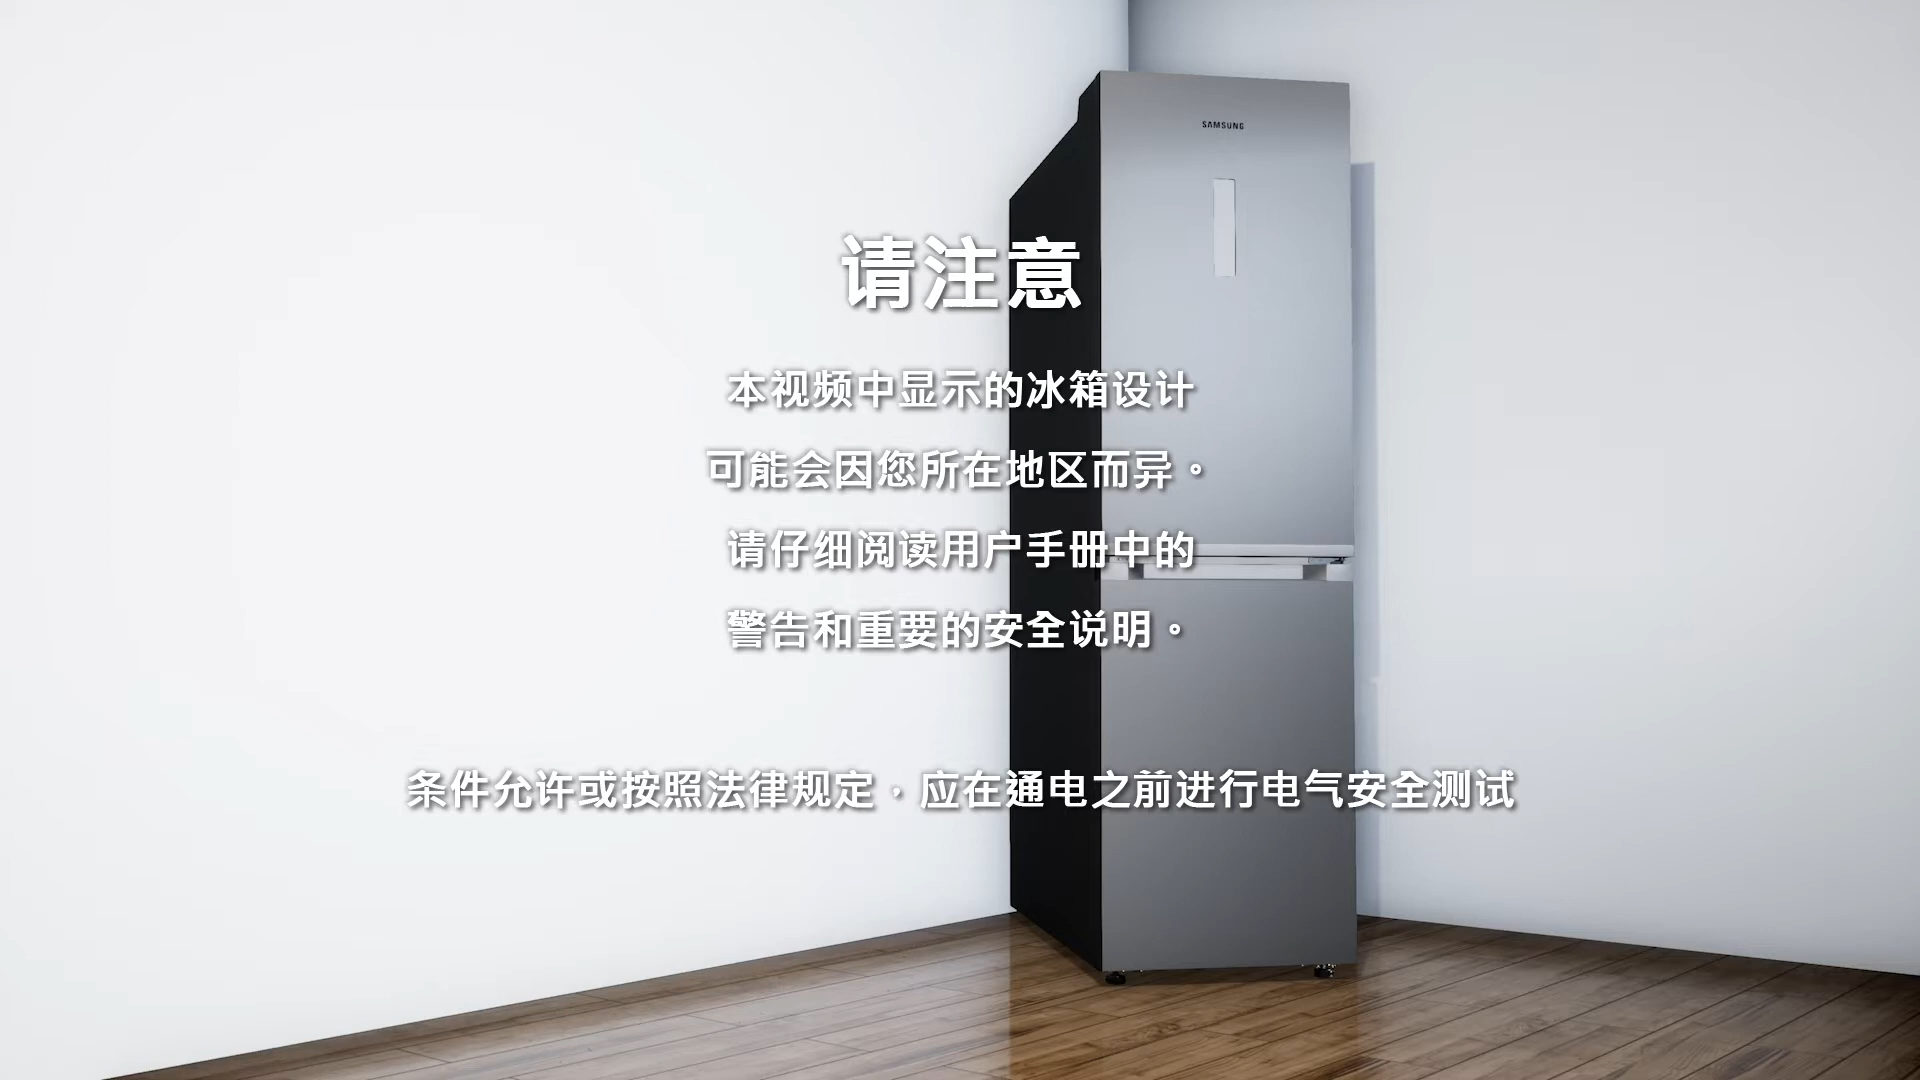 SAMSUNG
请注意
本视频中显示的冰箱设计
可能会因您所在地区而异。
请仔细阅读用户手册中的
警告和重要的安全说明。
条件允许或按照法律规定，应在通电之前进行电气安全测试